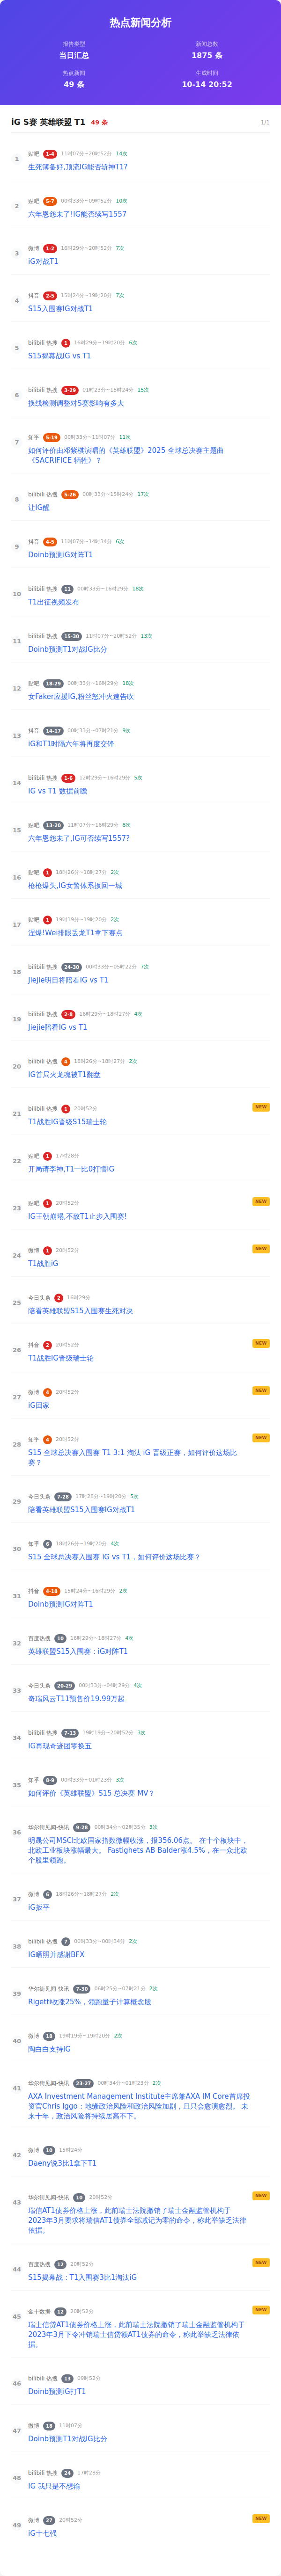 热点新闻分析
报告类型
当日汇总
新闻总数
1875 条
热点新闻
49 条
生成时间
10-14 20:52
iG S赛 英雄联盟 T1 49 条 1/1
1 贴吧 1-4 11时07分~20时52分 14次
生死簿备好,顶流IG能否斩神T1?
2 贴吧 5-7 00时33分~09时52分 10次
六年恩怨未了!IG能否续写1557
3 微博 1-2 16时29分~20时52分 7次
iG对战T1
4 抖音 2-5 15时24分~19时20分 7次
S15入围赛IG对战T1
5 bilibili 热搜 1 16时29分~19时20分 6次
S15揭幕战IG vs T1
6 bilibili 热搜 3-29 01时23分~15时24分 15次
换线检测调整对S赛影响有多大
7 知乎 5-19 00时33分~11时07分 11次
如何评价由邓紫棋演唱的《英雄联盟》2025 全球总决赛主题曲
《SACRIFICE 牺牲》？
8 bilibili 热搜 5-26 00时33分~15时24分 17次
让IG醒
9 抖音 4-5 11时07分~14时34分 6次
Doinb预测iG对阵T1
10 bilibili 热搜 11 00时33分~16时29分 18次
T1出征视频发布
11 bilibili 热搜 15-30 11时07分~20时52分 13次
Doinb预测T1对战IG比分
12 贴吧 18-29 00时33分~16时29分 18次
女Faker应援IG,粉丝怒冲火速告吹
13 抖音 14-17 00时33分~07时21分 9次
iG和T1时隔六年将再度交锋
14 bilibili 热搜 1-6 12时29分~16时29分 5次
IG vs T1 数据前瞻
15 贴吧 13-20 11时07分~16时29分 8次
六年恩怨未了,IG可否续写1557?
16 贴吧 1 18时26分~18时27分 2次
枪枪爆头,IG女警体系扳回一城
17 贴吧 1 19时19分~19时20分 2次
涅爆!Wei排眼丢龙T1拿下赛点
18 bilibili 热搜 24-30 00时33分~05时22分 7次
Jiejie明日将陪看IG vs T1
19 bilibili 热搜 2-8 16时29分~18时27分 4次
Jiejie陪看IG vs T1
20 bilibili 热搜 4 18时26分~18时27分 2次
IG首局火龙魂被T1翻盘
21 bilibili 热搜 1 20时52分 NEW
T1战胜IG晋级S15瑞士轮
22 贴吧 1 17时28分
开局请李神,T1一比0打懵IG
23 贴吧 1 20时52分 NEW
IG王朝崩塌,不敌T1止步入围赛!
24 微博 1 20时52分 NEW
T1战胜iG
25 今日头条 2 16时29分
陪看英雄联盟S15入围赛生死对决
26 抖音 2 20时52分 NEW
T1战胜IG晋级瑞士轮
27 微博 4 20时52分 NEW
iG回家
28 知乎 4 20时52分 NEW
S15 全球总决赛入围赛 T1 3:1 淘汰 iG 晋级正赛，如何评价这场比
赛？
29 今日头条 7-28 17时28分~19时20分 5次
陪看英雄联盟S15入围赛IG对战T1
30 知乎 6 18时26分~19时20分 4次
S15 全球总决赛入围赛 iG vs T1，如何评价这场比赛？
31 抖音 4-18 15时24分~16时29分 2次
Doinb预测IG对阵T1
32 百度热搜 10 16时29分~18时27分 4次
英雄联盟S15入围赛：iG对阵T1
33 今日头条 20-29 00时33分~04时29分 4次
奇瑞风云T11预售价19.99万起
34 bilibili 热搜 7-13 19时19分~20时52分 3次
IG再现奇迹团零换五
35 知乎 8-9 00时33分~01时23分 3次
如何评价《英雄联盟》S15 总决赛 MV？
36 华尔街见闻-快讯 9-28 00时34分~02时35分 3次
明晟公司MSCI北欧国家指数微幅收涨，报356.06点。 在十个板块中，
北欧工业板块涨幅最大。 Fastighets AB Balder涨4.5%，在一众北欧
个股里领跑。
37 微博 6 18时26分~18时27分 2次
iG扳平
38 bilibili 热搜 7 00时33分~00时34分 2次
IG晒照并感谢BFX
39 华尔街见闻-快讯 7-30 06时25分~07时21分 2次
Rigetti收涨25%，领跑量子计算概念股
40 微博 18 19时19分~19时20分 2次
陶白白支持iG
41 华尔街见闻-快讯 23-27 00时34分~01时23分 2次
AXA Investment Management Institute主席兼AXA IM Core首席投
资官Chris Iggo：地缘政治风险和政治风险加剧，且只会愈演愈烈。 未
来十年，政治风险将持续居高不下。
42 微博 10 15时24分
Daeny说3比1拿下T1
43 华尔街见闻-快讯 10 20时52分 NEW
瑞信AT1债券价格上涨，此前瑞士法院撤销了瑞士金融监管机构于
2023年3月要求将瑞信AT1债券全部减记为零的命令，称此举缺乏法律
依据。
44 百度热搜 12 20时52分 NEW
S15揭幕战：T1入围赛3比1淘汰iG
45 金十数据 12 20时52分 NEW
瑞士信贷AT1债券价格上涨，此前瑞士法院撤销了瑞士金融监管机构于
2023年3月下令冲销瑞士信贷额AT1债券的命令，称此举缺乏法律依
据。
46 bilibili 热搜 13 09时52分
Doinb预测iG打T1
47 微博 18 11时07分
Doinb预测T1对战IG比分
48 bilibili 热搜 24 17时28分
IG 我只是不想输
49 微博 27 20时52分 NEW
iG十七强